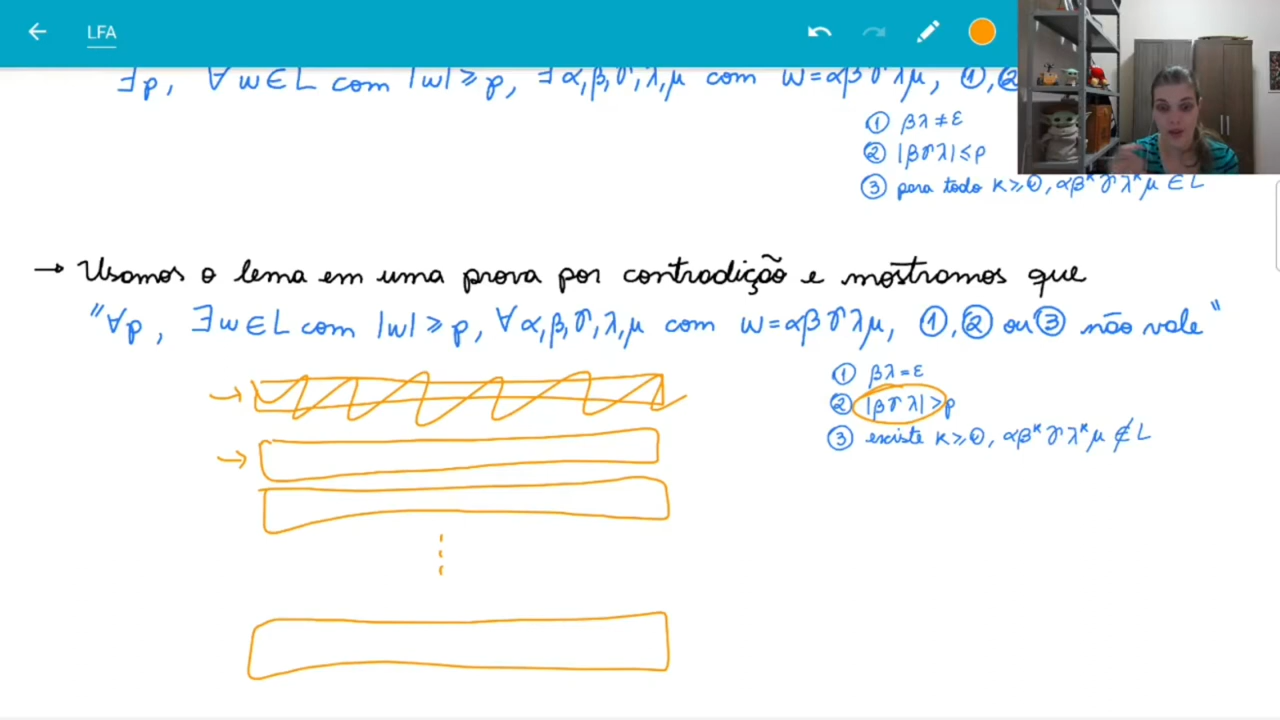 LFA
∃p, ∀w∈L com |w|≥p, ∃α,β,γ,λ,μ com w=αβγλμ, ①,②
① βλ≠ε
② |βγλ|≤p
③ para todo K≥0, αβᴷγλᴷμ∈L
→ Usamos o lema em uma prova por contradição e mostramos que
"∀p, ∃w∈L com |w|≥p, ∀α,β,γ,λ,μ com w=αβγλμ, ①,② ou ③ não vale"
① βλ=ε
② |βγλ|>p
③ existe K≥0, αβᴷγλᴷμ∉L